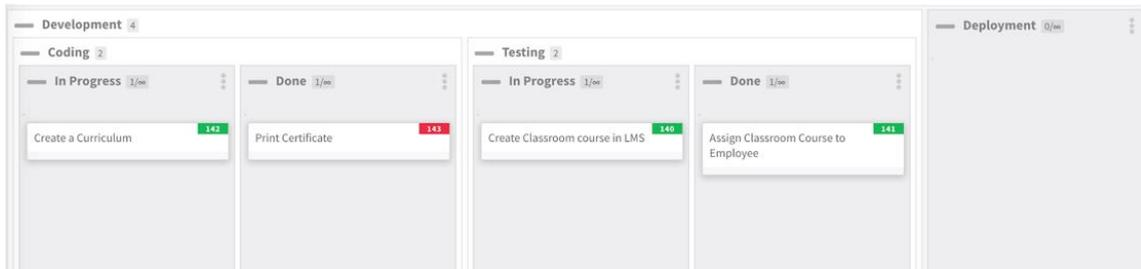 Development 4
Deployment 0/∞
Coding 2
Testing 2
In Progress 1/∞
Done 1/∞
In Progress 1/∞
Done 1/∞
142
Create a Curriculum
143
Print Certificate
140
Create Classroom course in LMS
141
Assign Classroom Course to
Employee